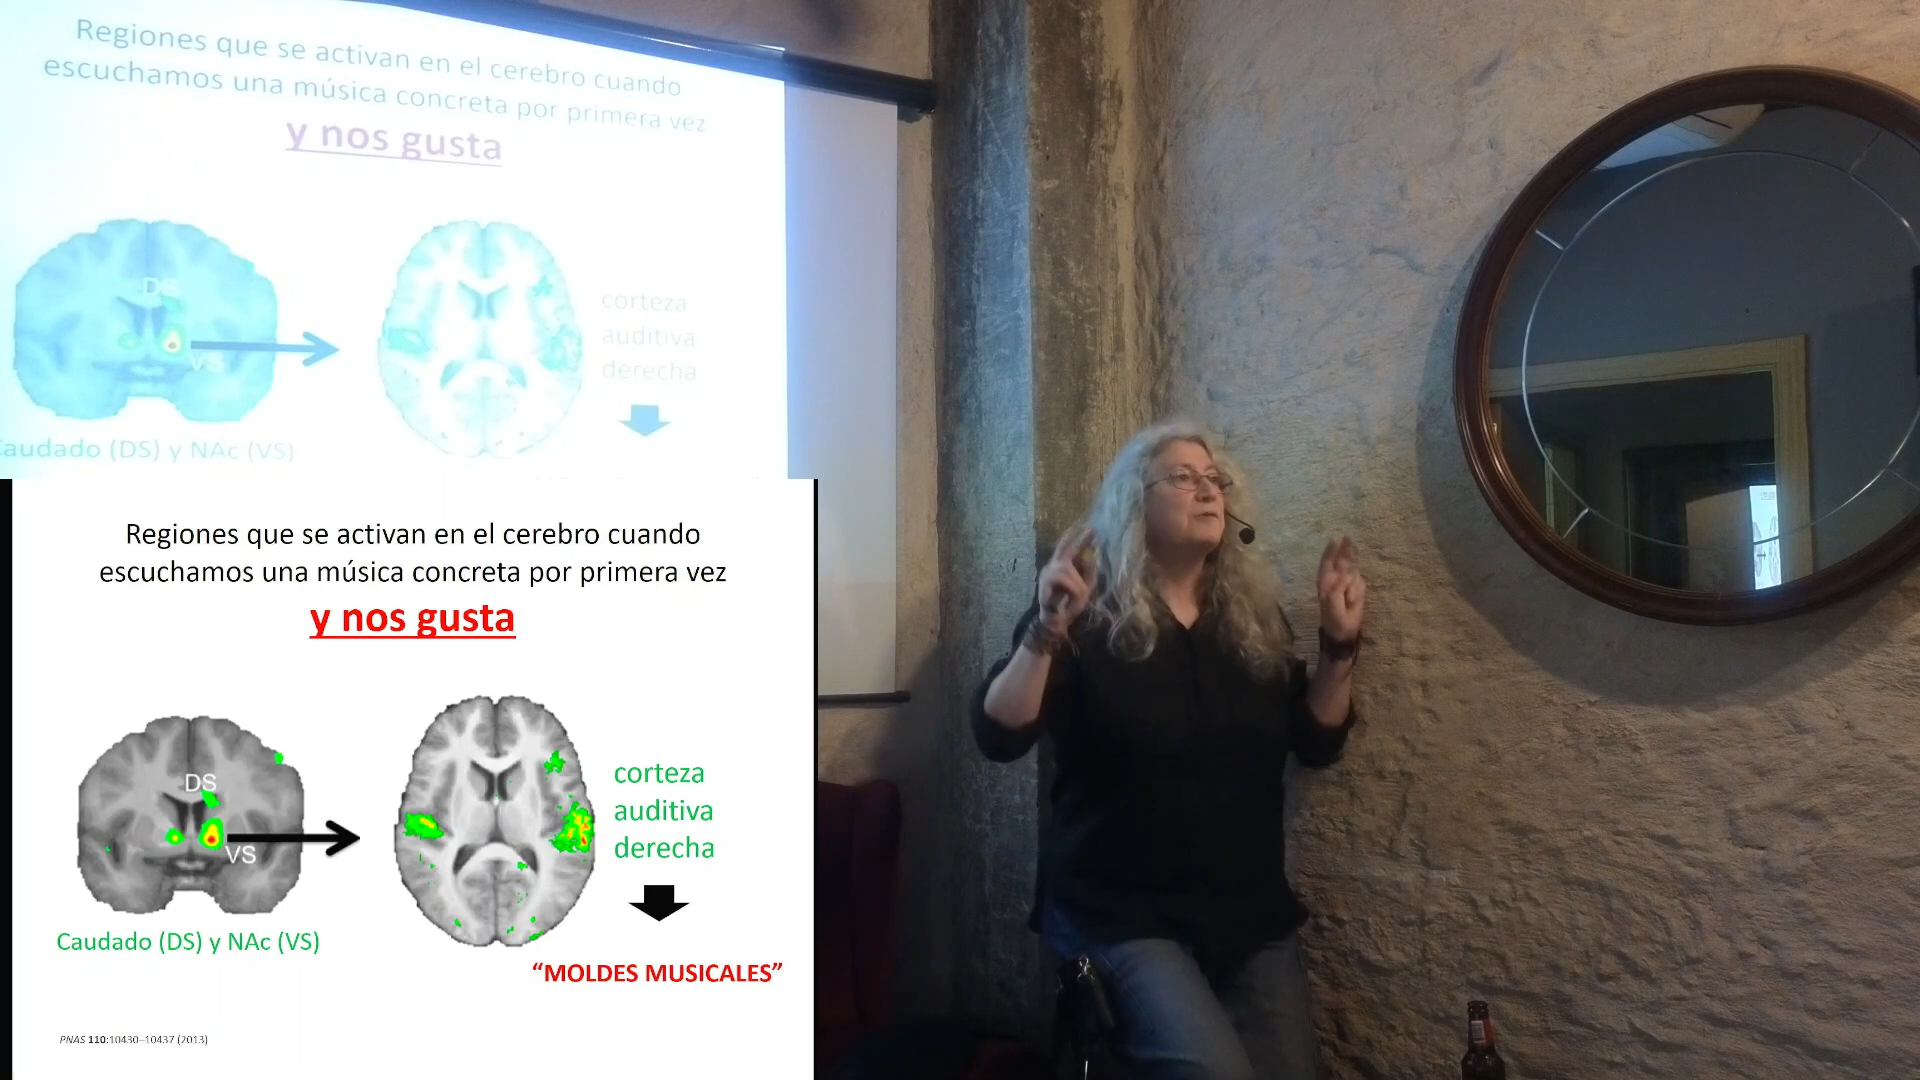 Regiones que se activan en el cerebro cuando
escuchamos una música concreta por primera vez
y nos gusta
DS
VS
corteza
auditiva
derecha
Caudado (DS) y NAc (VS)
Regiones que se activan en el cerebro cuando
escuchamos una música concreta por primera vez
y nos gusta
DS
VS
corteza
auditiva
derecha
Caudado (DS) y NAc (VS)
“MOLDES MUSICALES”
PNAS 110:10430–10437 (2013)